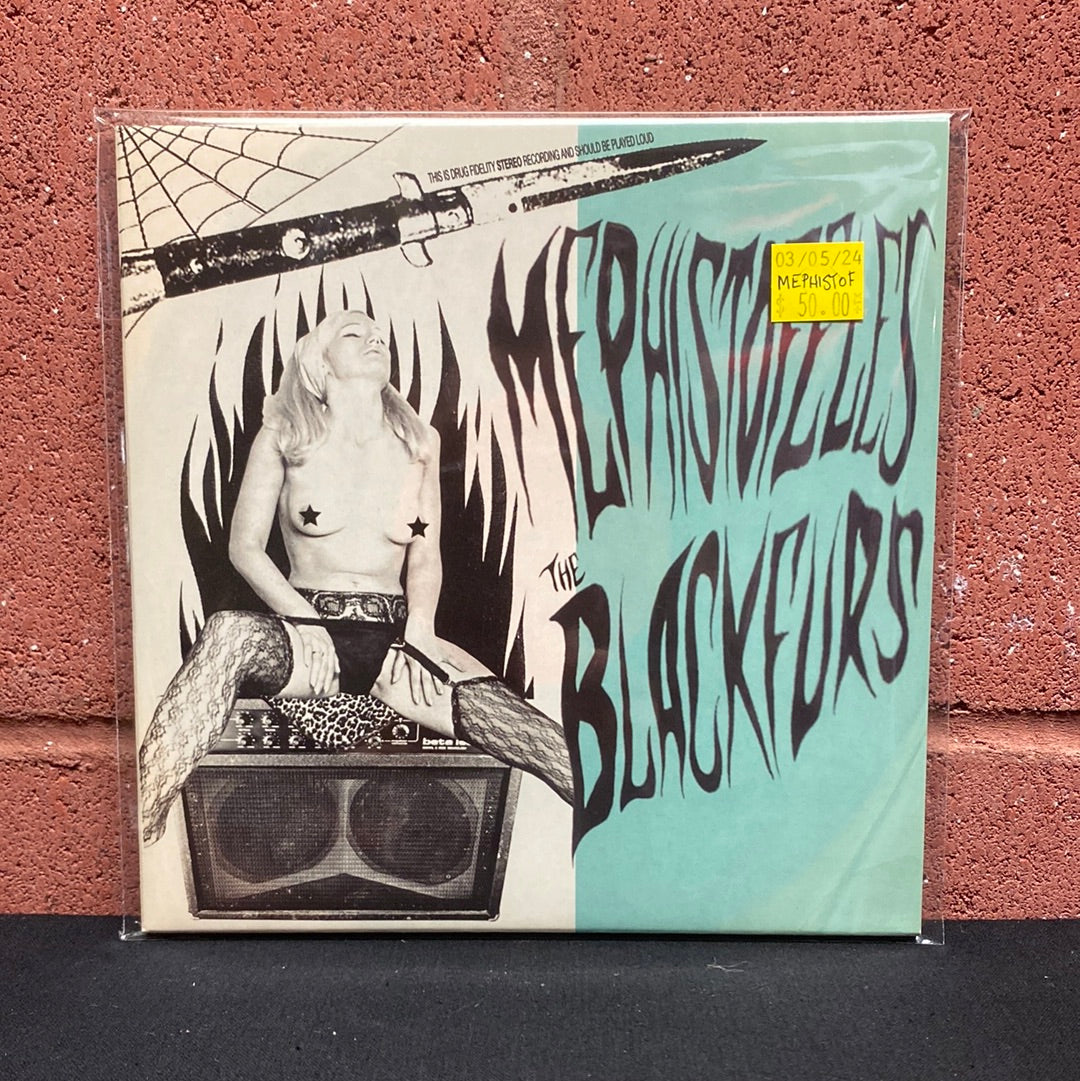 THIS IS DRUG FIDELITY STEREO RECORDING AND SHOULD BE PLAYED LOUD
MEPHISTOFELES
03/05/24
MEPHISTOF
$ 50.00
THE
BLACKFURS